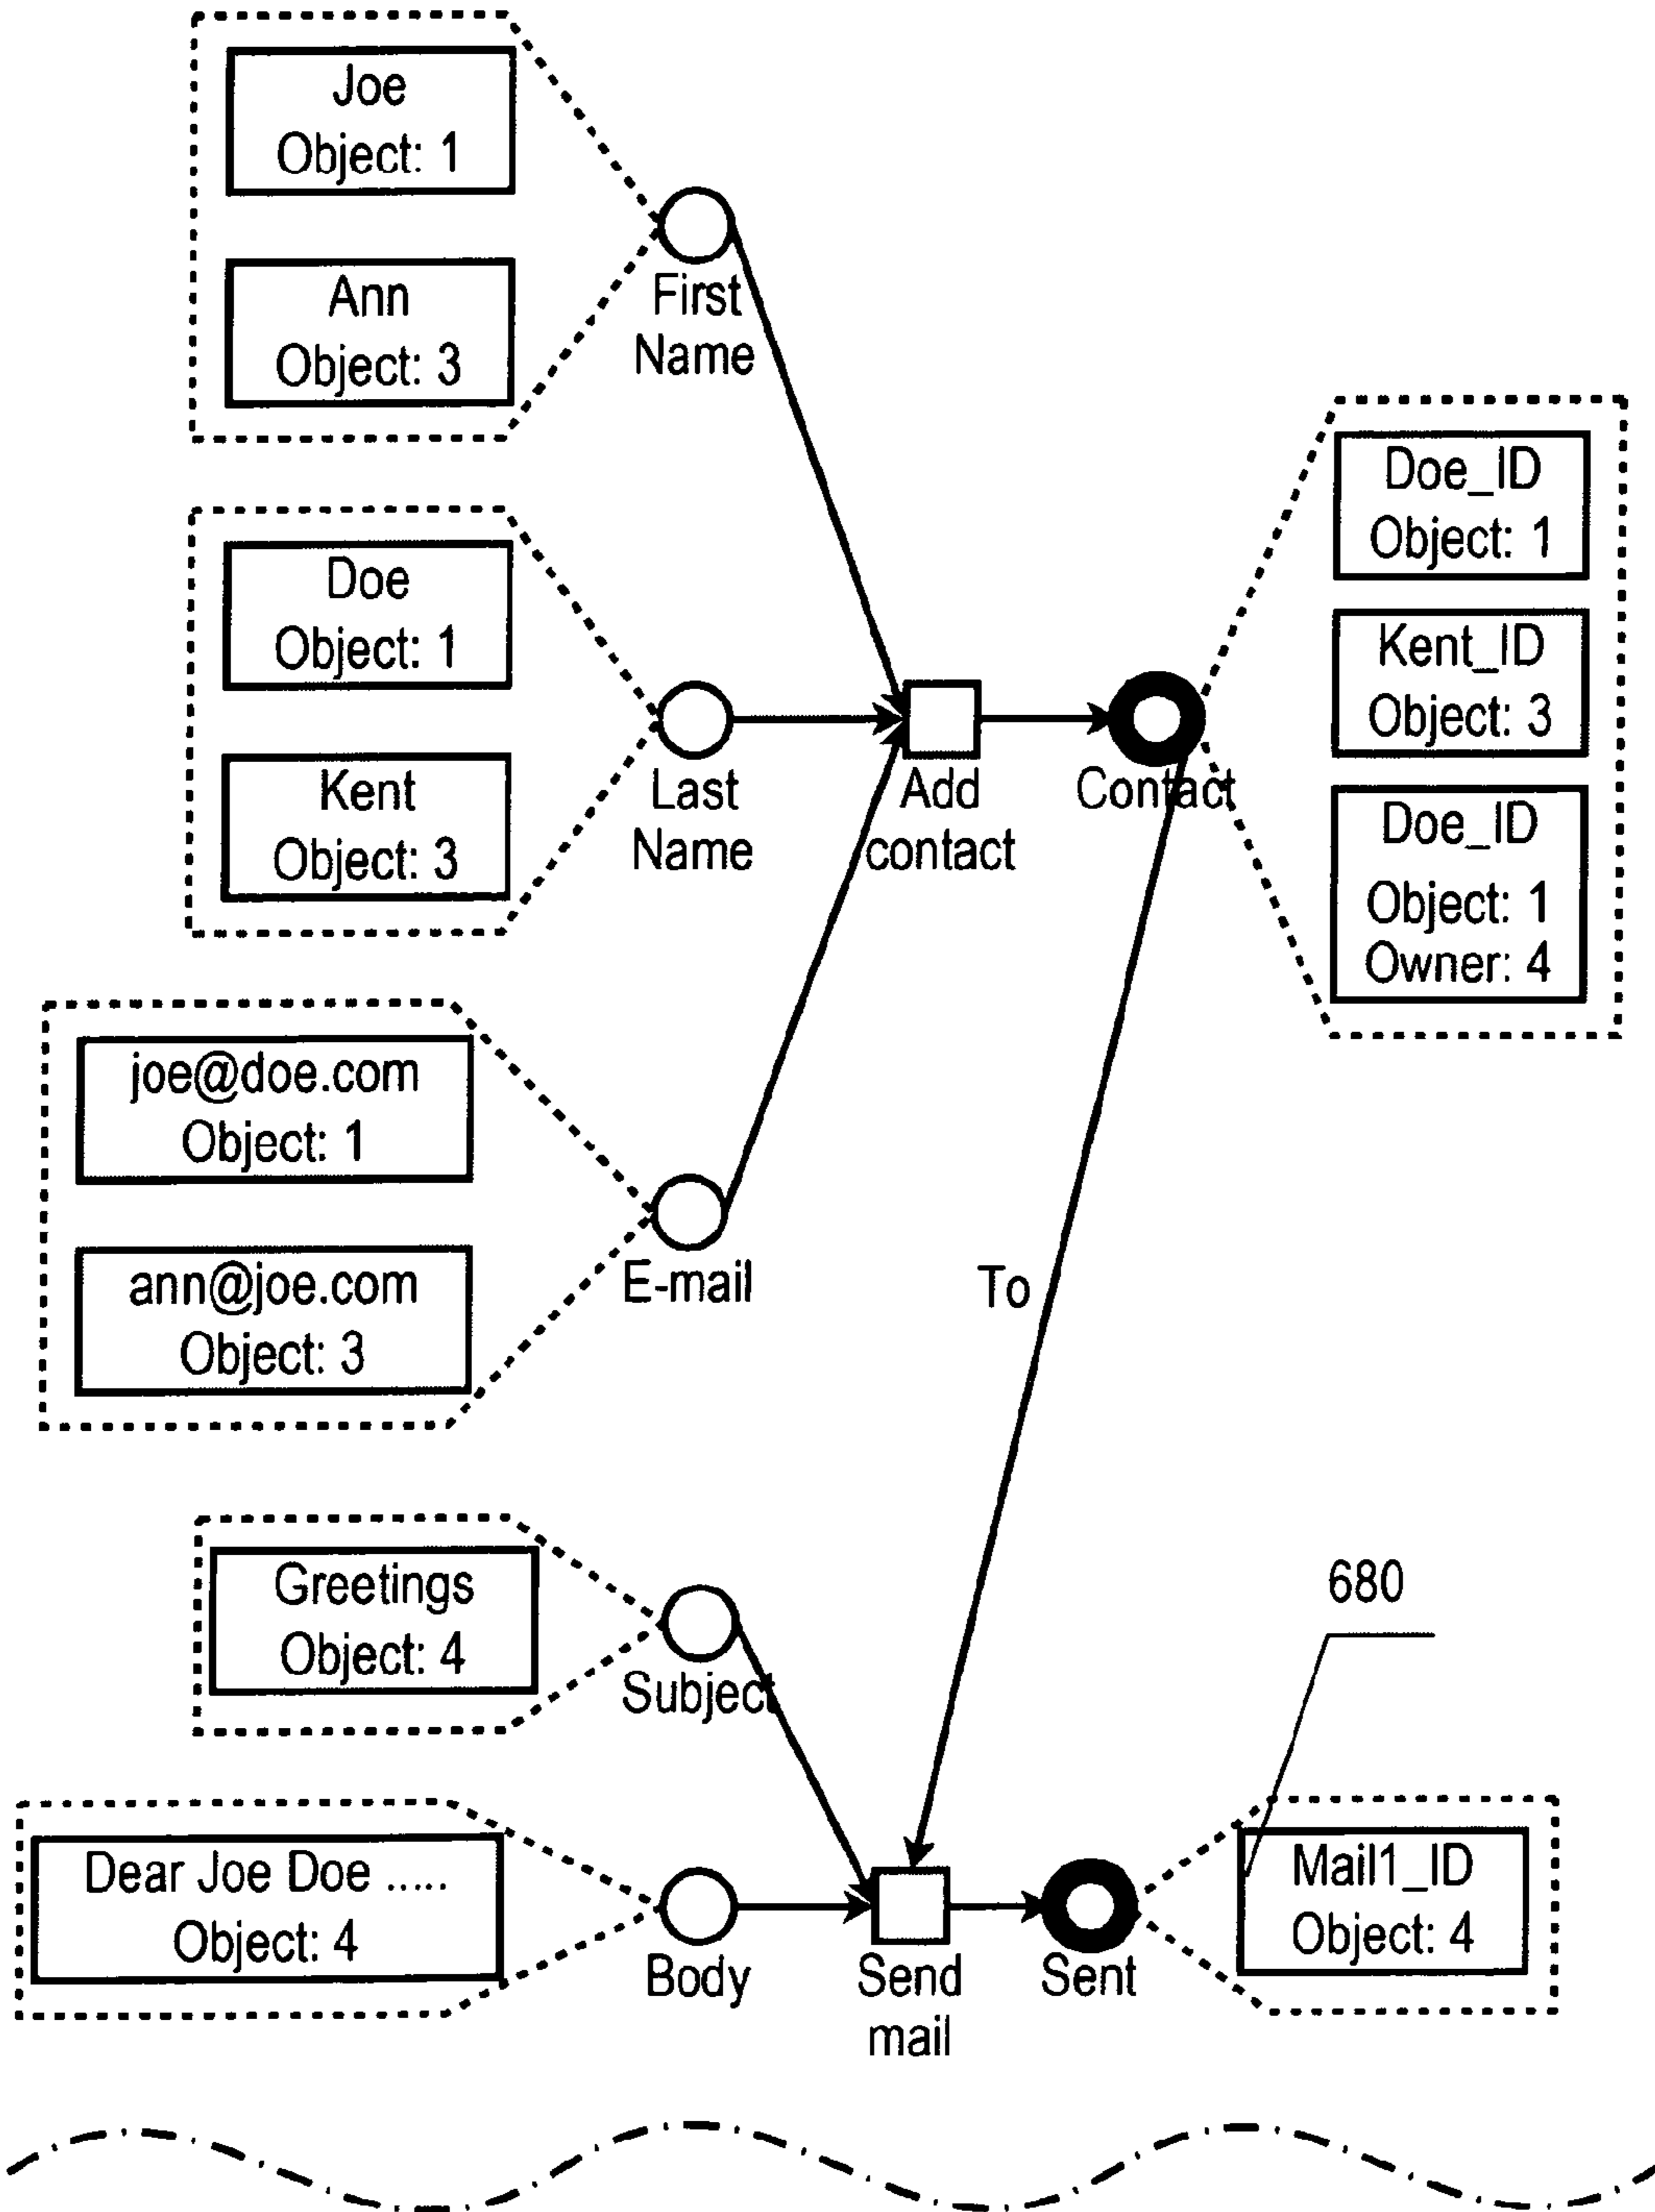 Joe
Object: 1
Ann
Object: 3
First
Name
Doe
Object: 1
Kent
Object: 3
Last
Name
Add
contact
Contact
Doe_ID
Object: 1
Kent_ID
Object: 3
Doe_ID
Object: 1
Owner: 4
joe@doe.com
Object: 1
ann@joe.com
Object: 3
E-mail
To
Greetings
Object: 4
Subject
680
Dear Joe Doe .....
Object: 4
Body
Send
mail
Sent
Mail1_ID
Object: 4